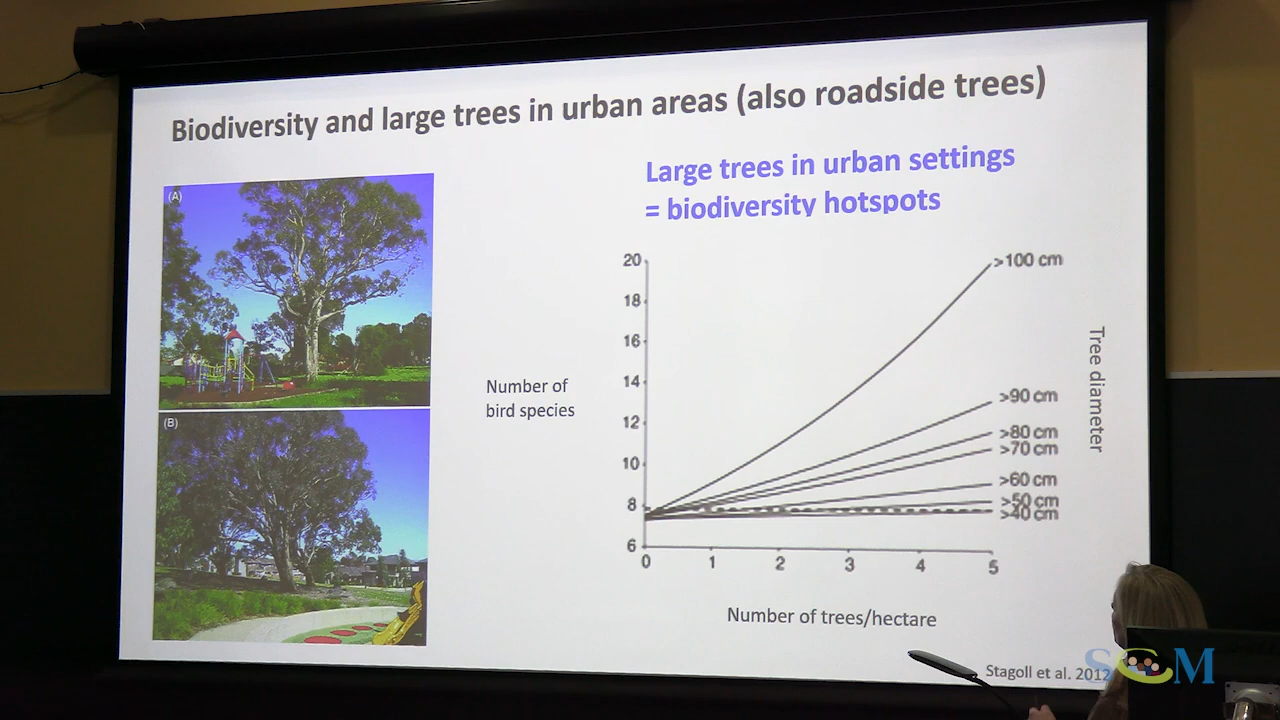 Biodiversity and large trees in urban areas (also roadside trees)
Large trees in urban settings
= biodiversity hotspots
(A)
(B)
Number of
bird species
20
18
16
14
12
10
8
6
0 1 2 3 4 5
>100 cm
>90 cm
>80 cm
>70 cm
>60 cm
>50 cm
>40 cm
Tree diameter
Number of trees/hectare
Stagoll et al. 2012